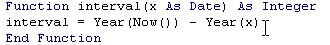 Function interval(x As Date) As Integer
interval = Year(Now()) - Year(x)
End Function